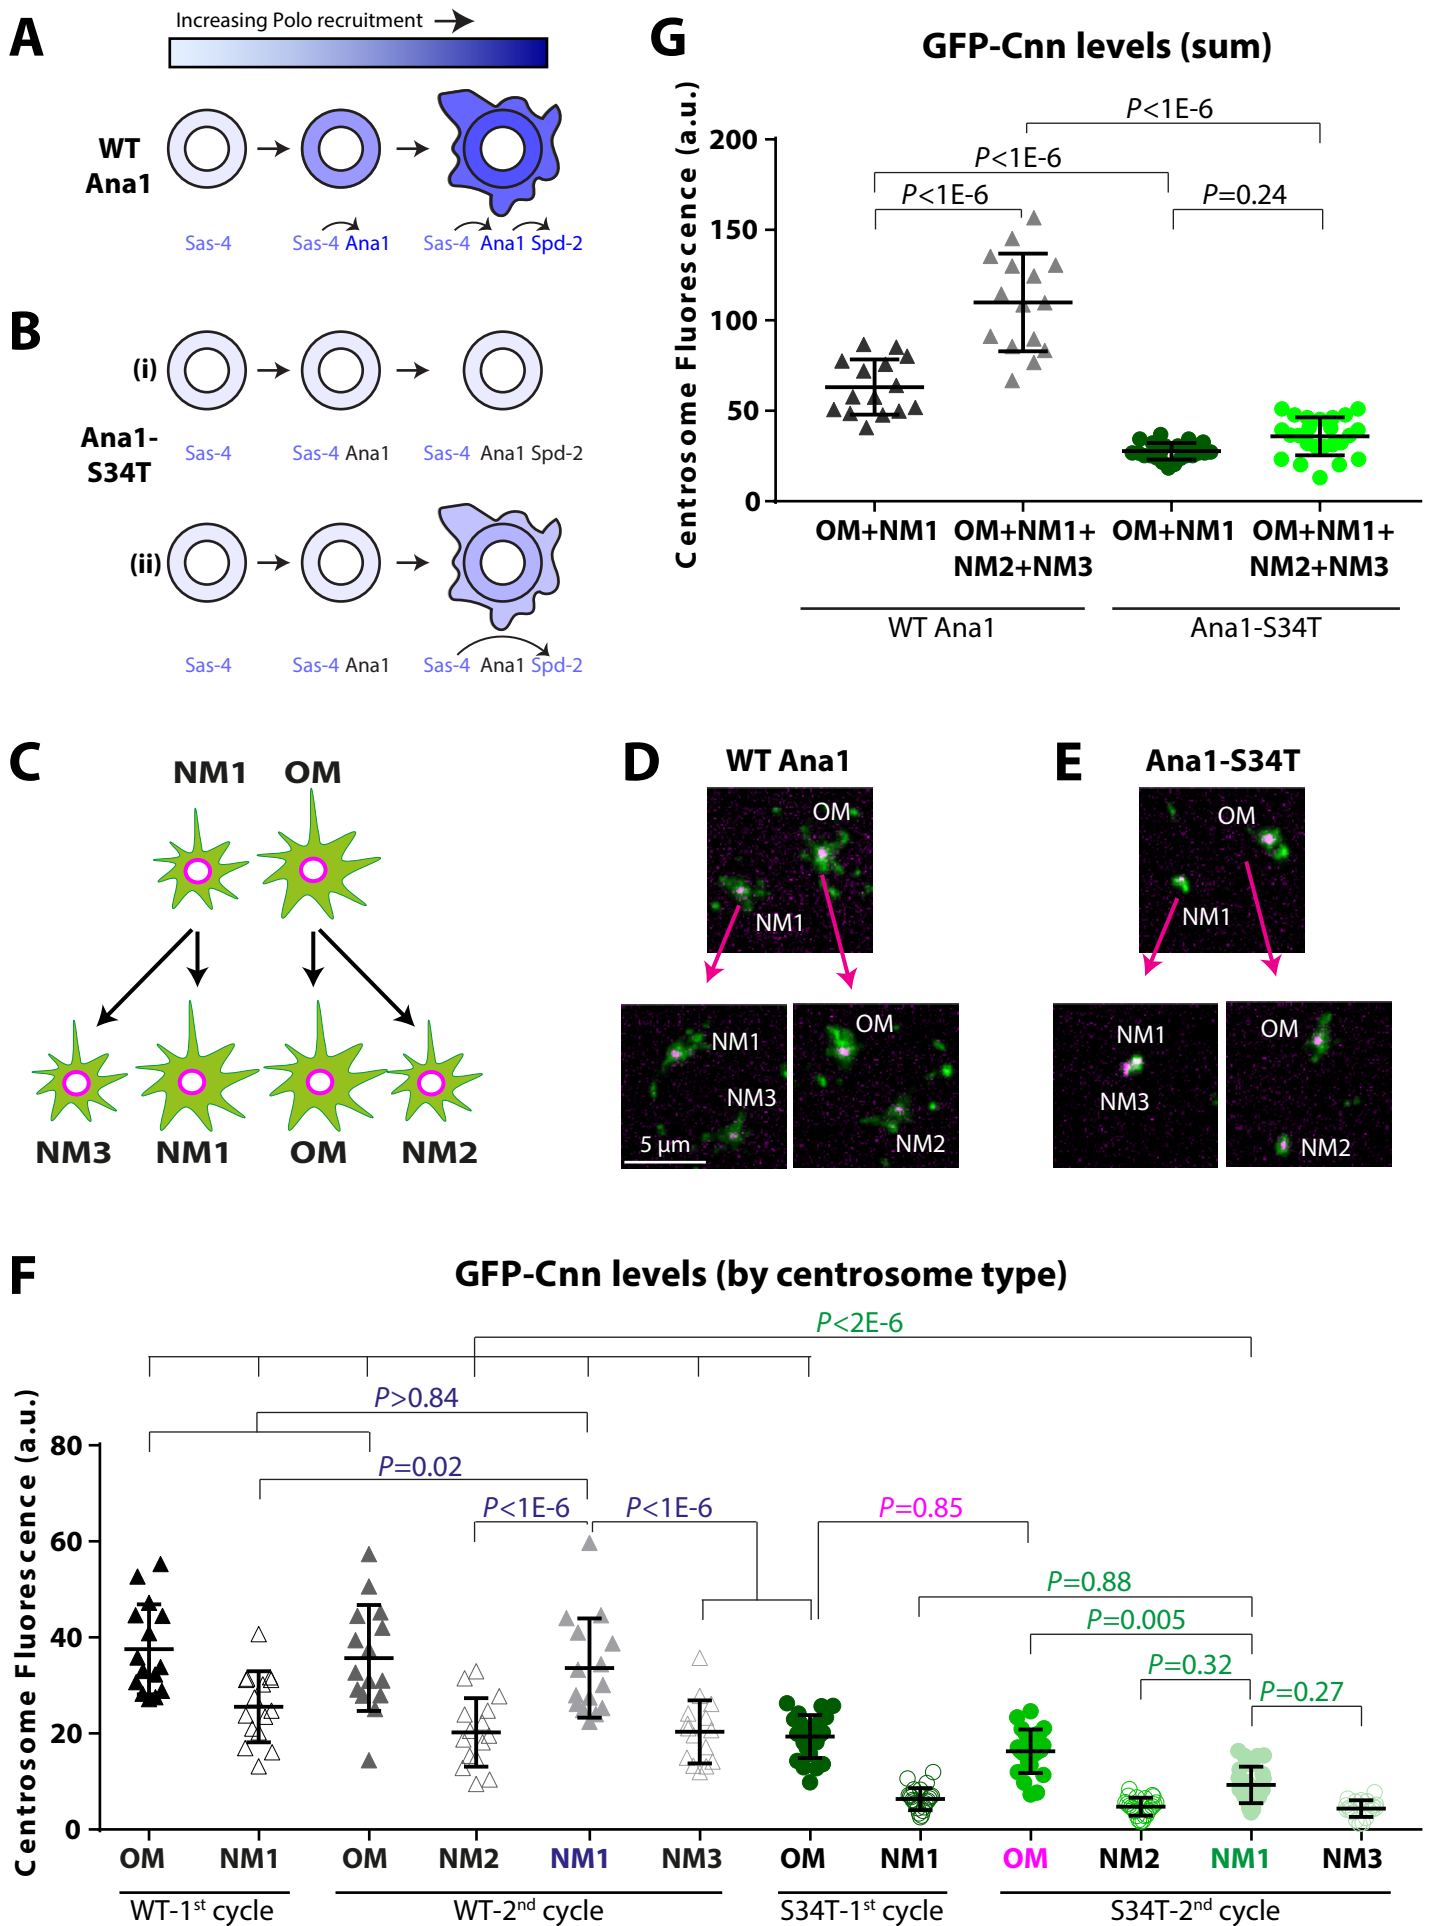 A
Increasing Polo recruitment
WT
Ana1
Sas-4
Sas-4 Ana1
Sas-4 Ana1 Spd-2
B
(i)
Ana1-
S34T
Sas-4
Sas-4 Ana1
Sas-4 Ana1 Spd-2
(ii)
Sas-4
Sas-4 Ana1
Sas-4 Ana1 Spd-2
G
GFP-Cnn levels (sum)
Centrosome Fluorescence (a.u.)
200
150
100
50
0
P<1E-6
P<1E-6
P<1E-6
P=0.24
OM+NM1
OM+NM1+
NM2+NM3
OM+NM1
OM+NM1+
NM2+NM3
WT Ana1
Ana1-S34T
C
NM1
OM
NM3
NM1
OM
NM2
D
WT Ana1
OM
NM1
NM1
NM3
5 µm
OM
NM2
E
Ana1-S34T
OM
NM1
NM1
NM3
OM
NM2
F
GFP-Cnn levels (by centrosome type)
Centrosome Fluorescence (a.u.)
80
60
40
20
0
P<2E-6
P>0.84
P=0.02
P<1E-6
P<1E-6
P=0.85
P=0.88
P=0.005
P=0.32
P=0.27
OM
NM1
OM
NM2
NM1
NM3
OM
NM1
OM
NM2
NM1
NM3
WT-1st cycle
WT-2nd cycle
S34T-1st cycle
S34T-2nd cycle